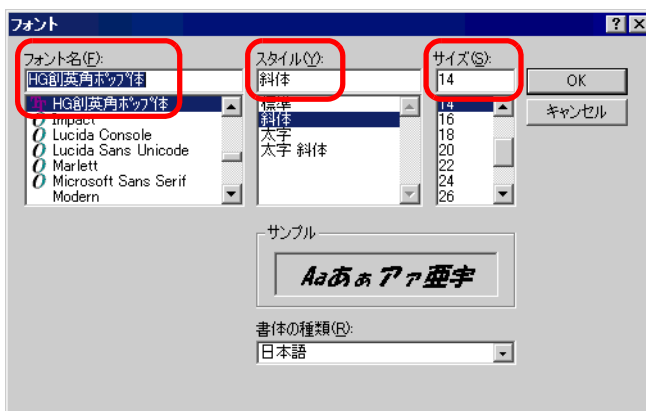 フォント
フォント名(F):
HG創英角ﾎﾟｯﾌﾟ体
HG創英角ﾎﾟｯﾌﾟ体
Impact
Lucida Console
Lucida Sans Unicode
Marlett
Microsoft Sans Serif
Modern
スタイル(Y):
斜体
標準
斜体
太字
太字 斜体
サイズ(S):
14
14
16
18
20
22
24
26
OK
キャンセル
サンプル
Aaあぁアァ亜宇
書体の種類(R):
日本語